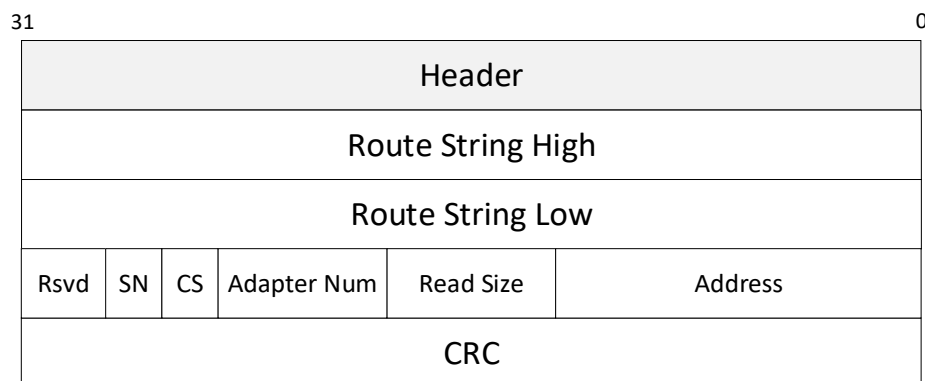 31 0
Header
Route String High
Route String Low
Rsvd SN CS Adapter Num Read Size Address
CRC